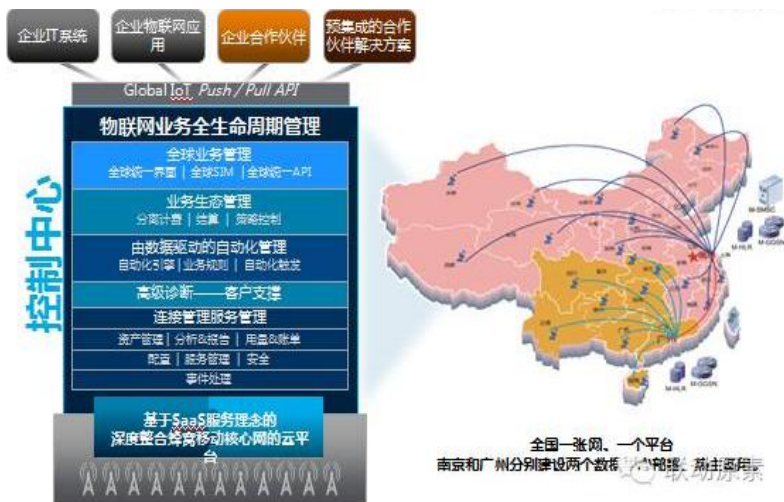 企业IT系统
企业物联网应
用
企业合作伙伴
预集成的合作
伙伴解决方案
Global IoT Push / Pull API
控制中心
物联网业务全生命周期管理
全球业务管理
全球统一界面 | 全球SIM | 全球统一API
业务生态管理
分离计费 | 结算 | 策略控制
由数据驱动的自动化管理
自动化引擎 | 业务规则 | 自动化触发
高级诊断——客户支撑
连接管理服务管理
资产管理 | 分析&报告 | 用量&账单
配置 | 服务管理 | 安全
事件处理
基于SaaS服务理念的
深度整合蜂窝移动核心网的云平
台
M-SMSC
M-HLR
M-GGSN
M-HLR
M-GGSN
全国一张网、一个平台
南京和广州分别建设两个数
联动原素